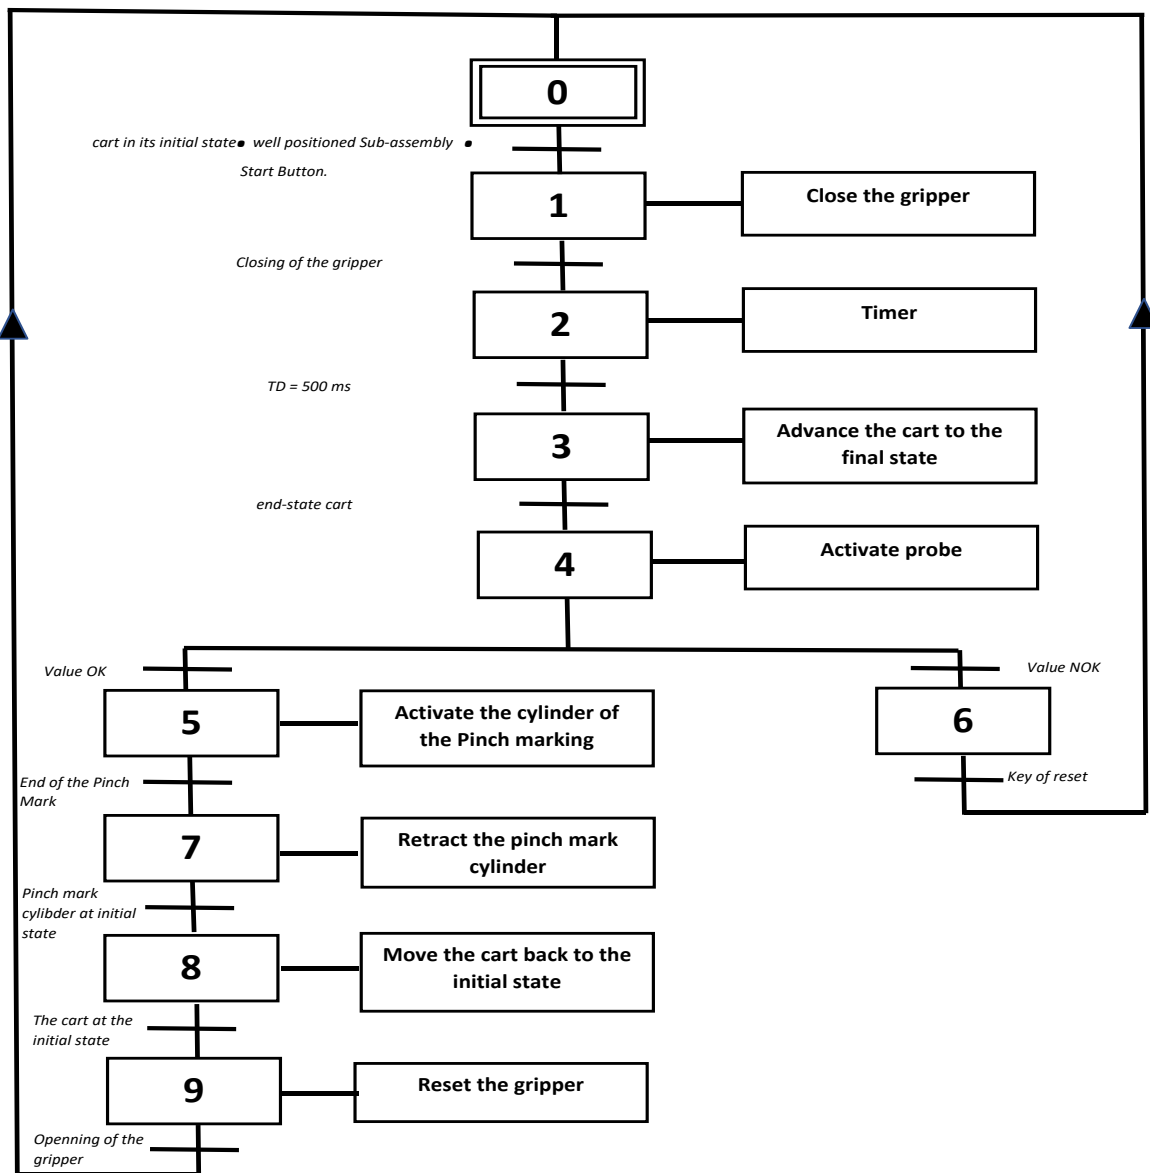 0
cart in its initial state• well positioned Sub-assembly •
Start Button.
1
Close the gripper
Closing of the gripper
2
Timer
TD = 500 ms
3
Advance the cart to the
final state
end-state cart
4
Activate probe
Value OK
Value NOK
5
Activate the cylinder of
the Pinch marking
6
End of the Pinch
Mark
Key of reset
7
Retract the pinch mark
cylinder
Pinch mark
cylibder at initial
state
8
Move the cart back to the
initial state
The cart at the
initial state
9
Reset the gripper
Openning of the
gripper